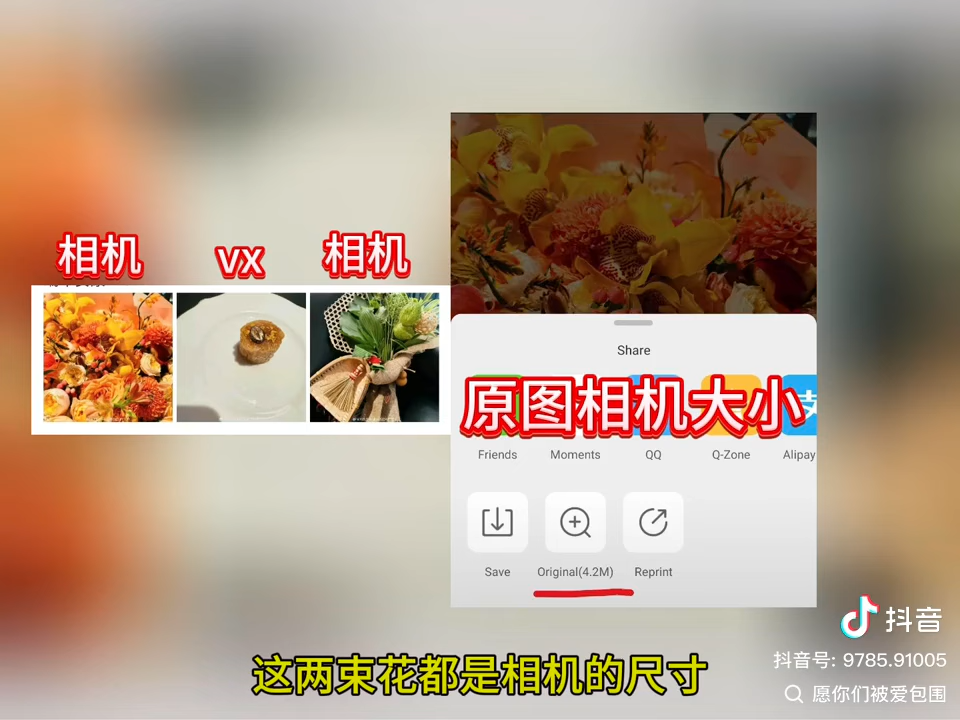 相机 vx 相机
Share
原图相机大小
Friends Moments QQ Q-Zone Alipay
Save Original(4.2M) Reprint
抖音
抖音号: 9785.91005
愿你们被爱包围
这两束花都是相机的尺寸